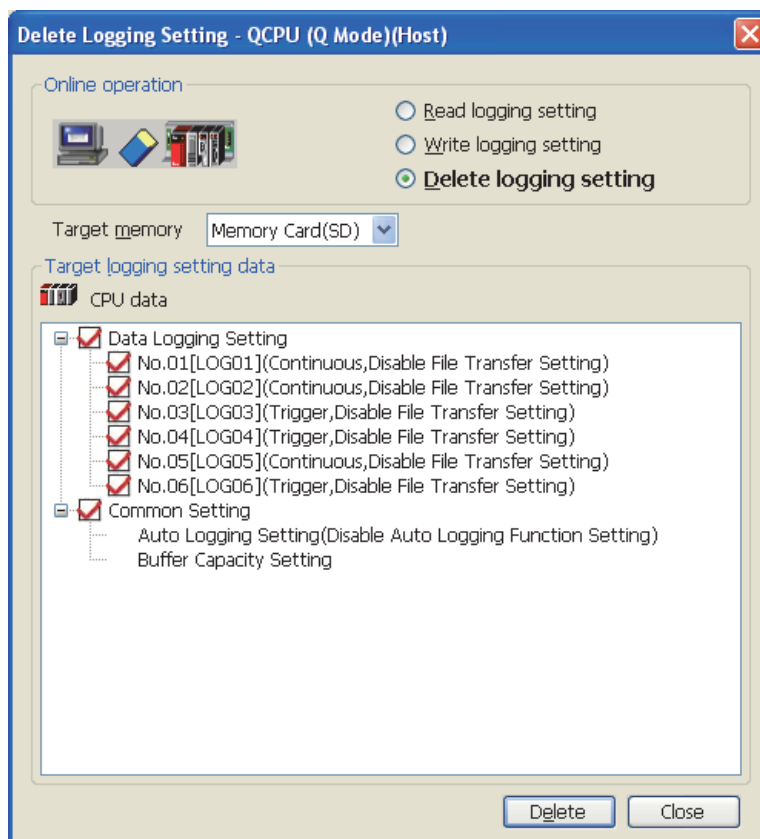 Delete Logging Setting - QCPU (Q Mode)(Host)
Online operation
Read logging setting
Write logging setting
Delete logging setting
Target memory Memory Card(SD)
Target logging setting data
CPU data
Data Logging Setting
No.01[LOG01](Continuous,Disable File Transfer Setting)
No.02[LOG02](Continuous,Disable File Transfer Setting)
No.03[LOG03](Trigger,Disable File Transfer Setting)
No.04[LOG04](Trigger,Disable File Transfer Setting)
No.05[LOG05](Continuous,Disable File Transfer Setting)
No.06[LOG06](Trigger,Disable File Transfer Setting)
Common Setting
Auto Logging Setting(Disable Auto Logging Function Setting)
Buffer Capacity Setting
Delete Close